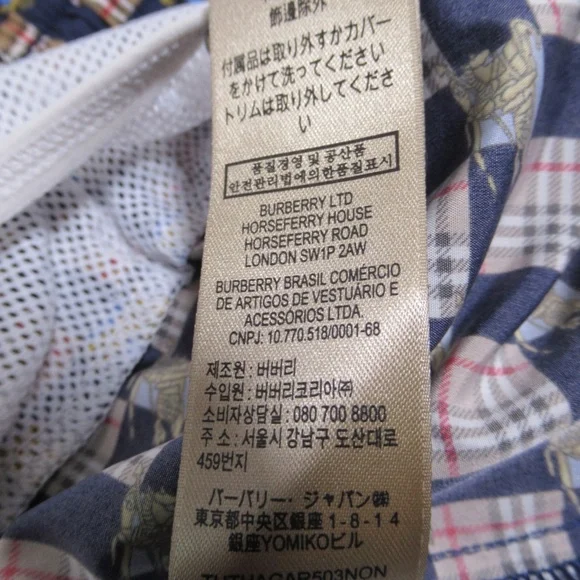 飾邊除外
付属品は取り外すかカバー
をかけて洗ってください
トリムは取り外してくださ
い
품질경영 및 공산품
안전관리법에의한품질표시
BURBERRY LTD
HORSEFERRY HOUSE
HORSEFERRY ROAD
LONDON SW1P 2AW
BURBERRY BRASIL COMÉRCIO
DE ARTIGOS DE VESTUÁRIO E
ACESSÓRIOS LTDA.
CNPJ: 10.770.518/0001-68
제조원 : 버버리
수입원 : 버버리코리아㈜
소비자상담실 : 080 700 8800
주 소 : 서울시 강남구 도산대로
459번지
バーバリー・ジャパン㈱
東京都中央区銀座1-8-14
銀座YOMIKOビル